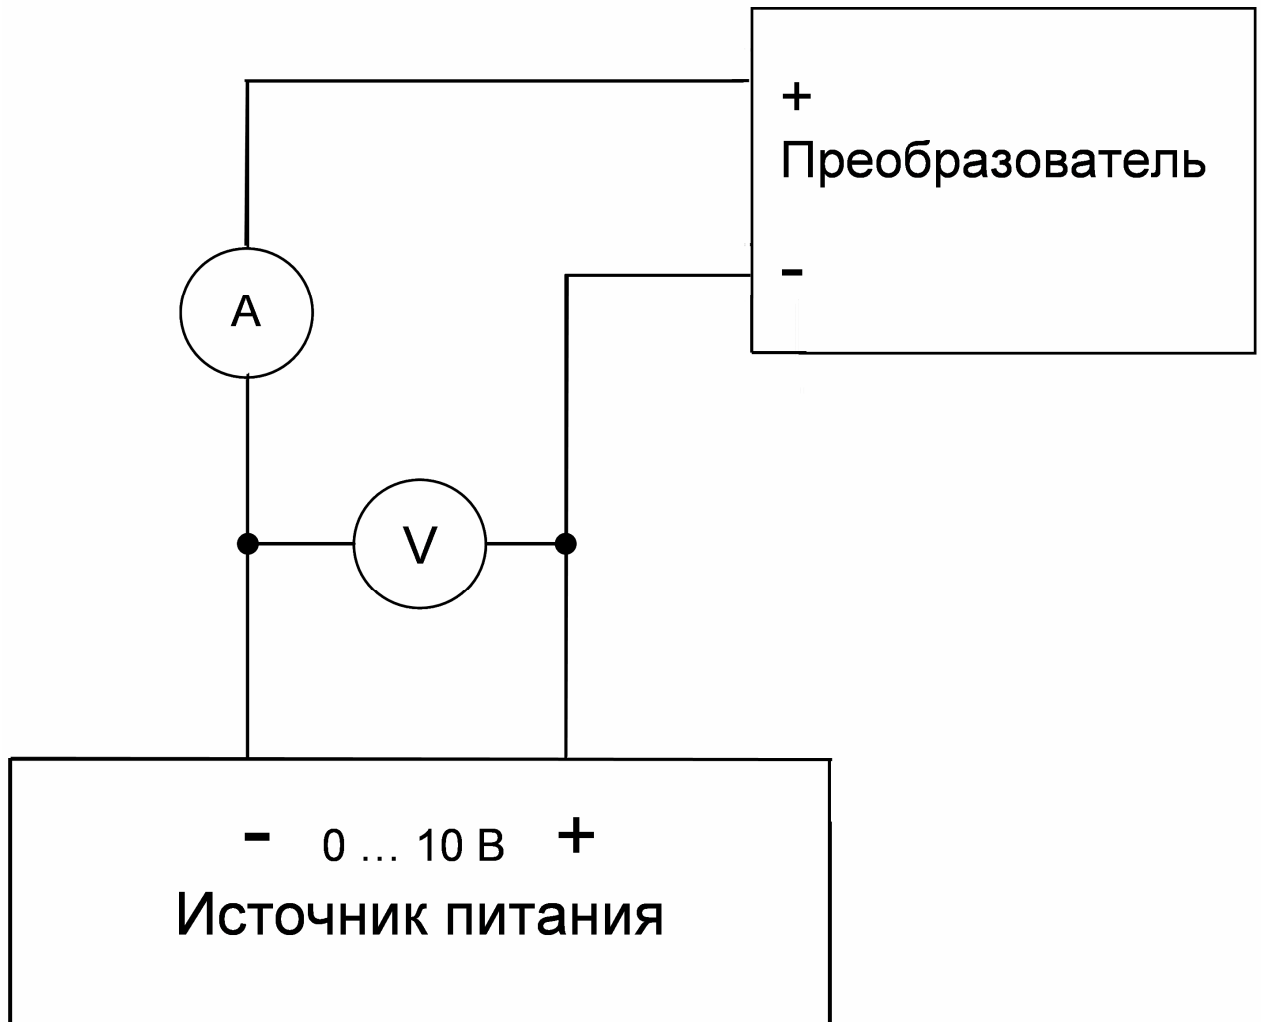 +
Преобразователь
-
А
V
- 0 ... 10 В +
Источник питания